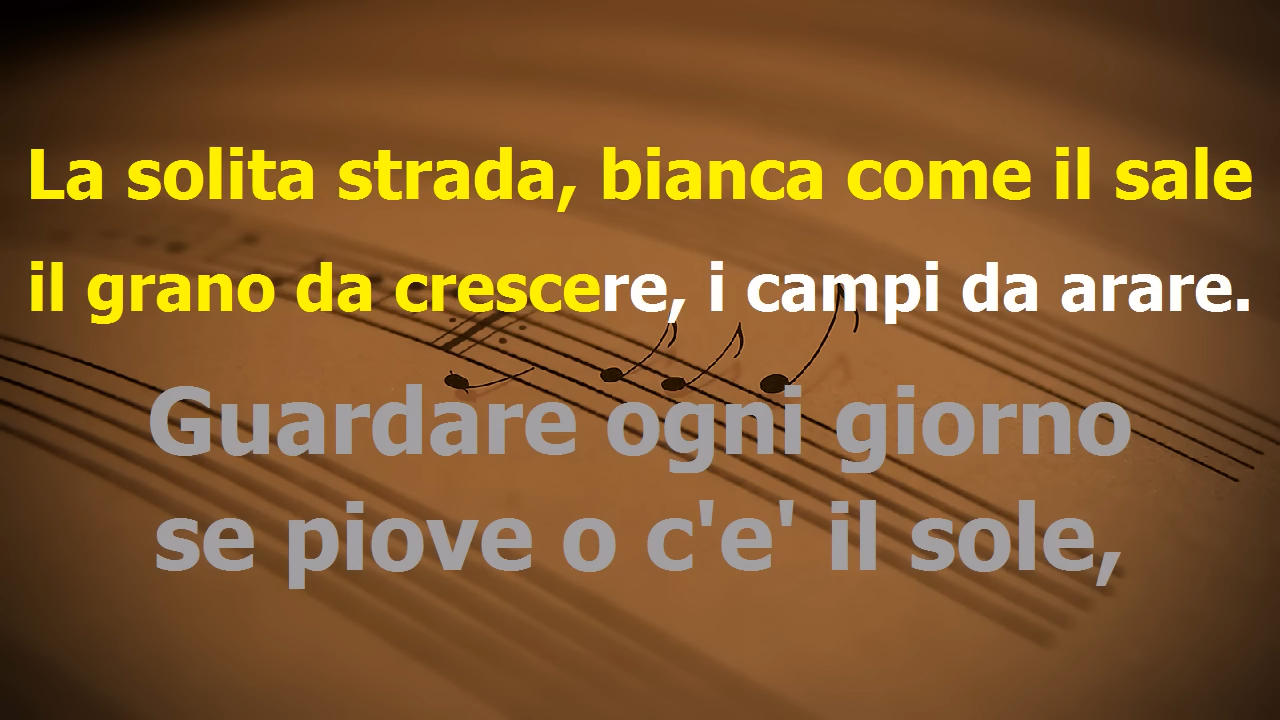 La solita strada, bianca come il sale
il grano da crescere, i campi da arare.
Guardare ogni giorno
se piove o c'e' il sole,